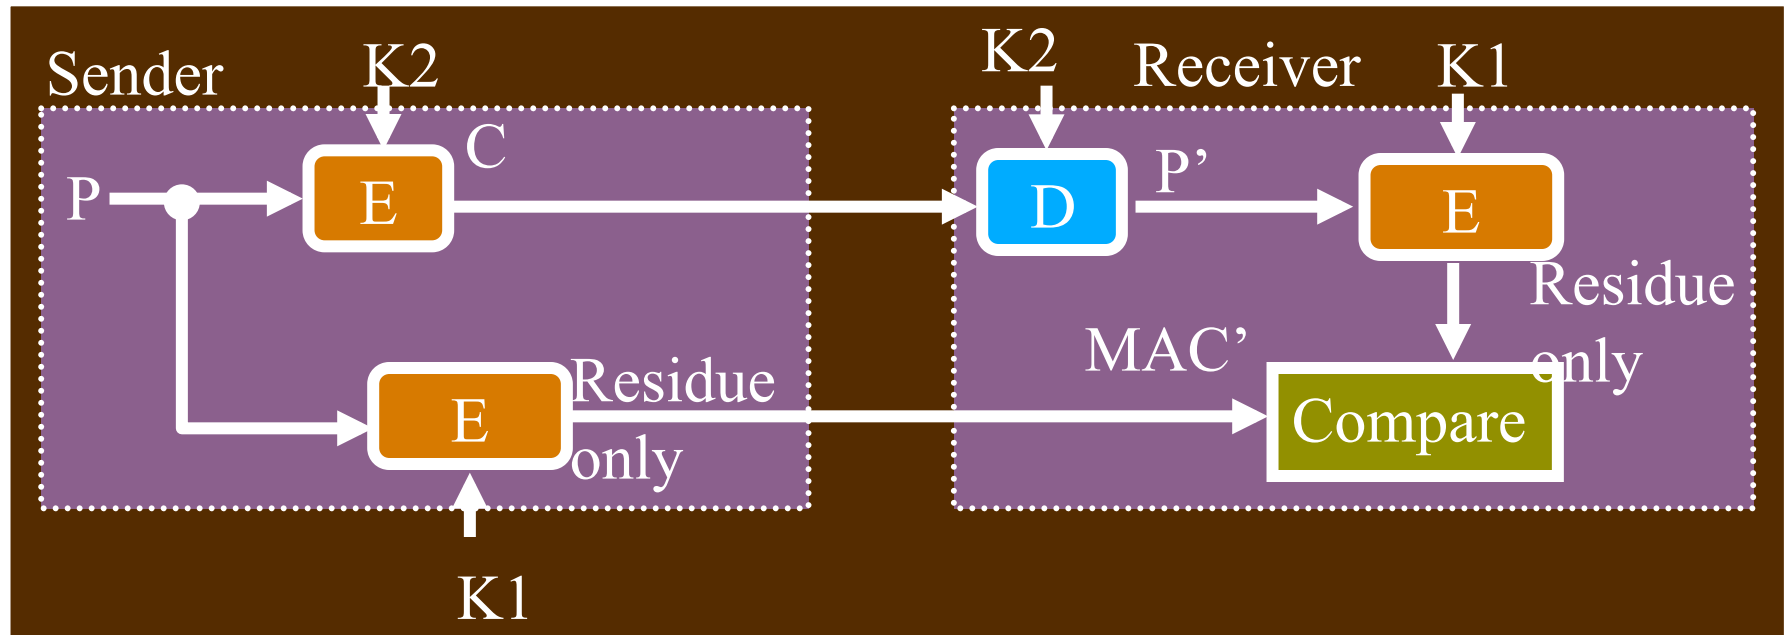 Sender
K2
K2
Receiver
K1
C
P
E
D
P’
E
Residue
only
MAC’
E
Residue
only
Compare
K1